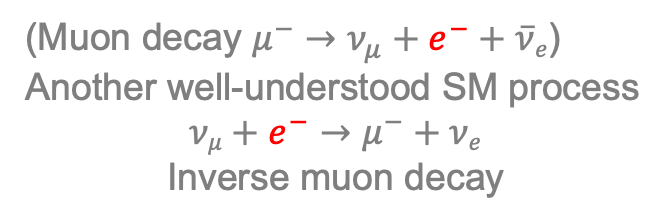 (Muon decay μ⁻ → ν_μ + e⁻ + ν̄_e)
Another well-understood SM process
ν_μ + e⁻ → μ⁻ + ν_e
Inverse muon decay